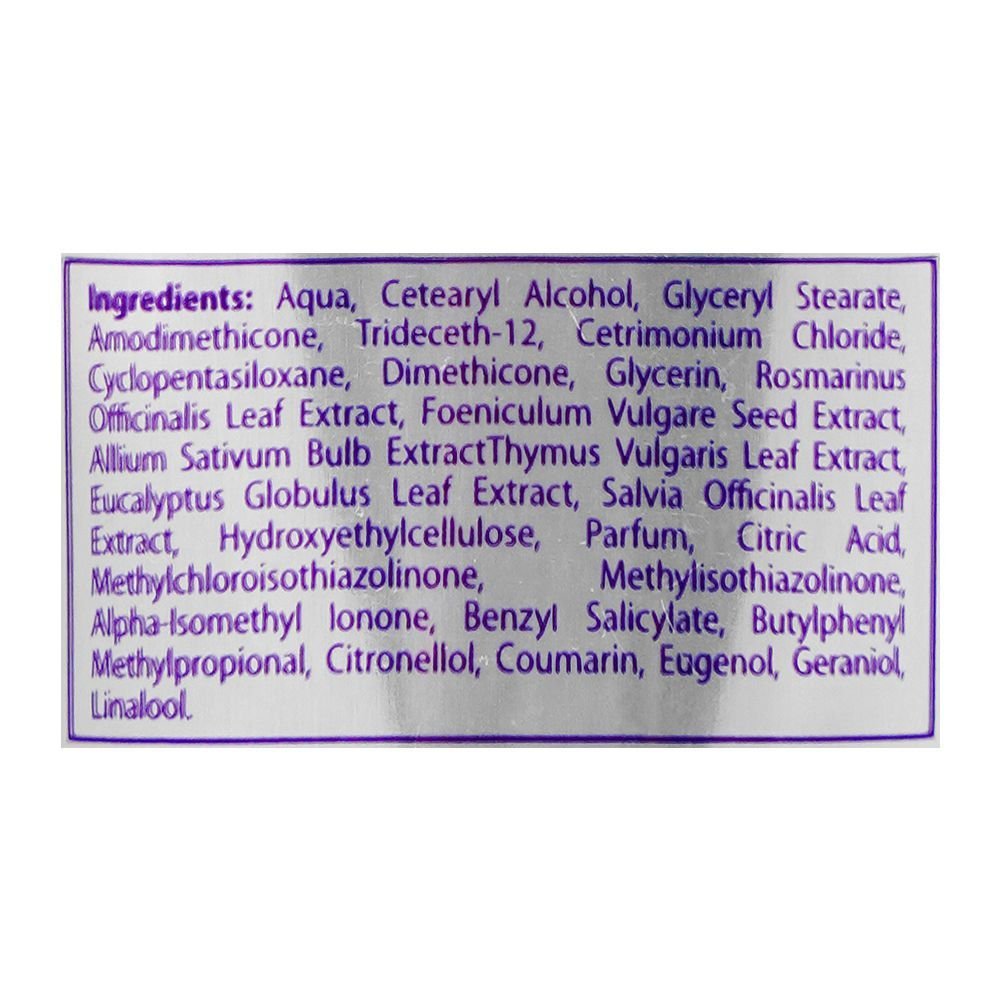 Ingredients: Aqua, Cetearyl Alcohol, Glyceryl Stearate,
Amodimethicone, Trideceth-12, Cetrimonium Chloride,
Cyclopentasiloxane, Dimethicone, Glycerin, Rosmarinus
Officinalis Leaf Extract, Foeniculum Vulgare Seed Extract,
Allium Sativum Bulb ExtractThymus Vulgaris Leaf Extract,
Eucalyptus Globulus Leaf Extract, Salvia Officinalis Leaf
Extract, Hydroxyethylcellulose, Parfum, Citric Acid,
Methylchloroisothiazolinone, Methylisothiazolinone,
Alpha-Isomethyl Ionone, Benzyl Salicylate, Butylphenyl
Methylpropional, Citronellol, Coumarin, Eugenol, Geraniol,
Linalool.